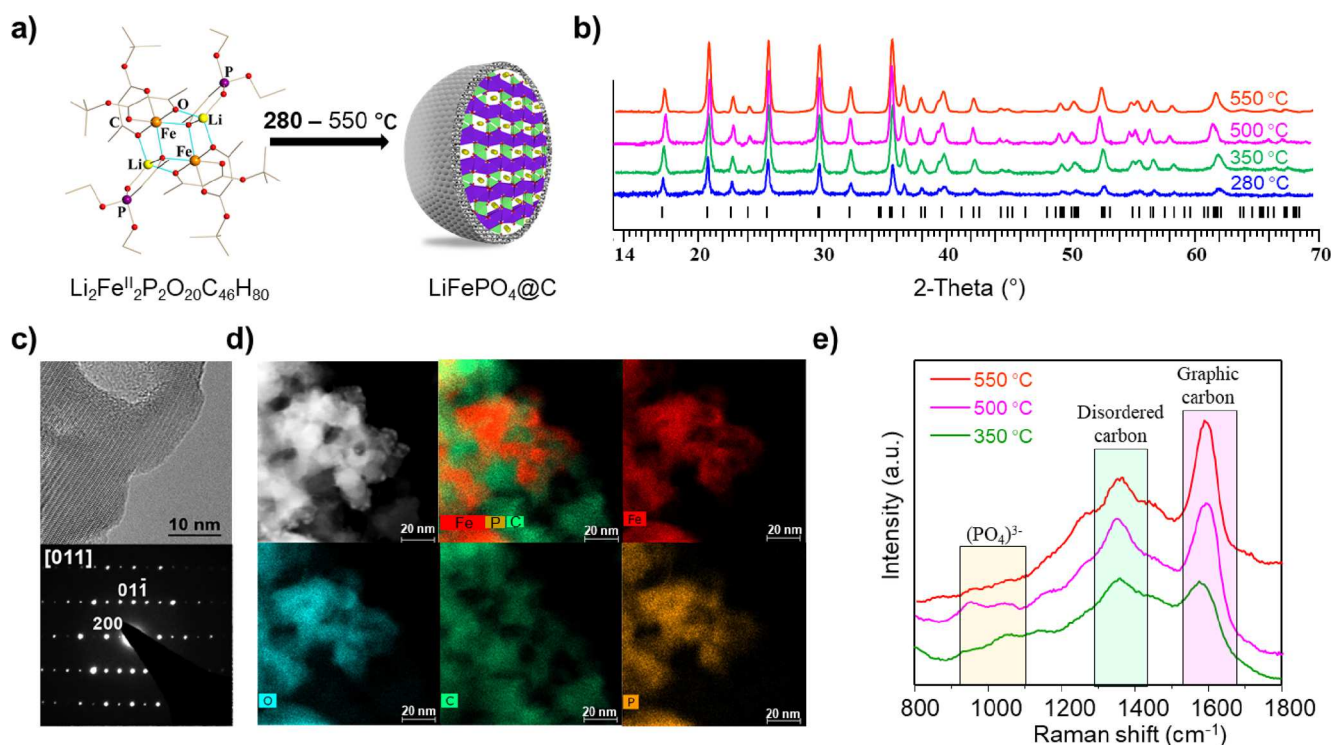 a)
P
O
C
Fe
Li
Li
Fe
P
280 – 550 °C
Li₂Feᴵᴵ₂P₂O₂₀C₄₆H₈₀
LiFePO₄@C
b)
550 °C
500 °C
350 °C
280 °C
14 20 30 40 50 60 70
2-Theta (°)
c)
10 nm
[011]
011̄
200
d)
20 nm
Fe P C
20 nm
Fe
20 nm
O
20 nm
C
20 nm
P
20 nm
e)
550 °C
500 °C
350 °C
Graphic
carbon
Disordered
carbon
(PO₄)³⁻
Intensity (a.u.)
800 1000 1200 1400 1600 1800
Raman shift (cm⁻¹)